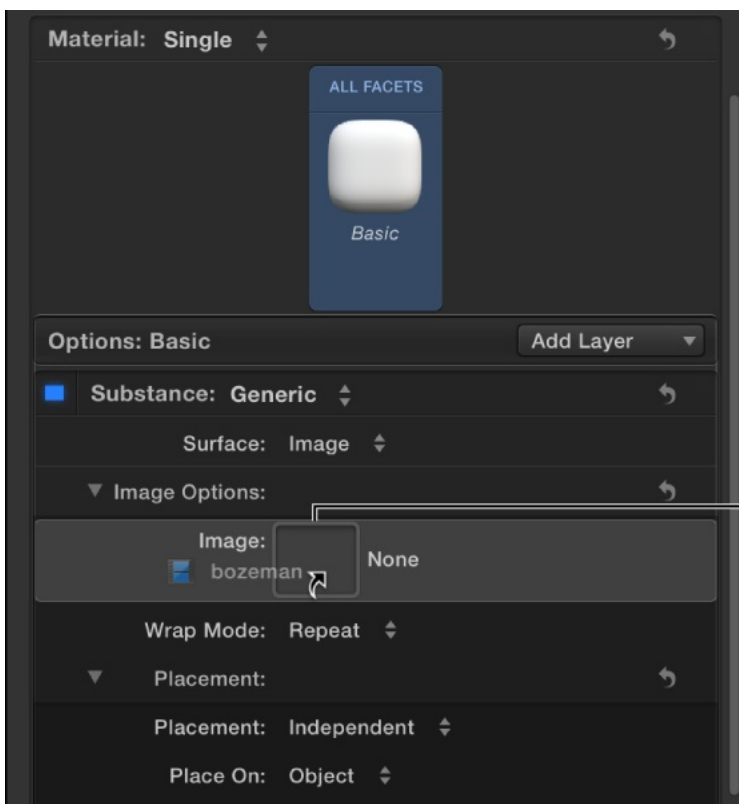 Material: Single
ALL FACETS
Basic
Options: Basic
Add Layer
Substance: Generic
Surface: Image
Image Options:
Image:
bozeman
None
Wrap Mode: Repeat
Placement:
Placement: Independent
Place On: Object